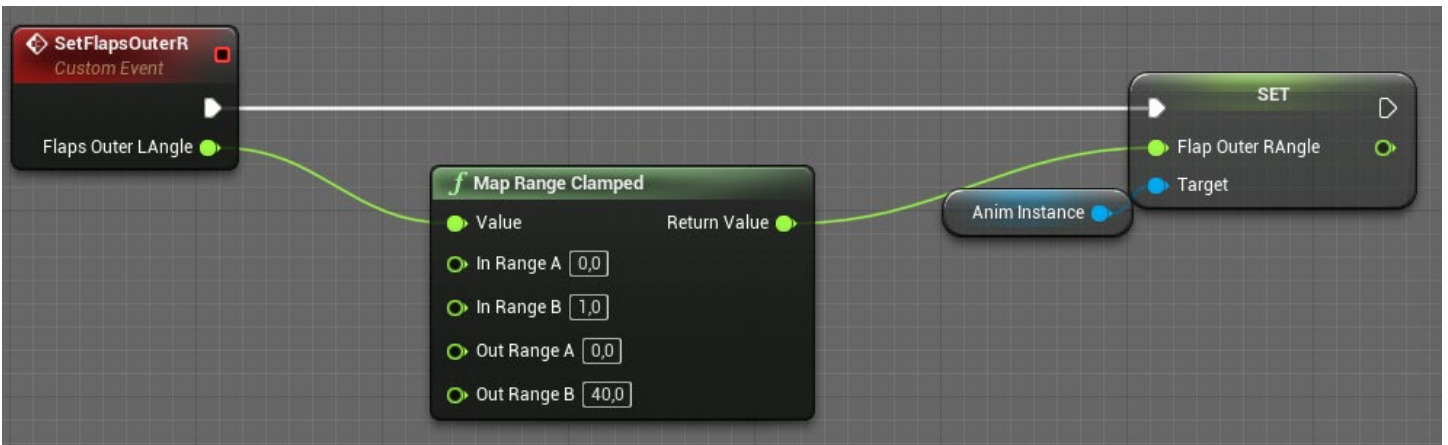 SetFlapsOuterR
Custom Event
Flaps Outer LAngle
Map Range Clamped
Value Return Value
In Range A 0,0
In Range B 1,0
Out Range A 0,0
Out Range B 40,0
Anim Instance
SET
Flap Outer RAngle
Target